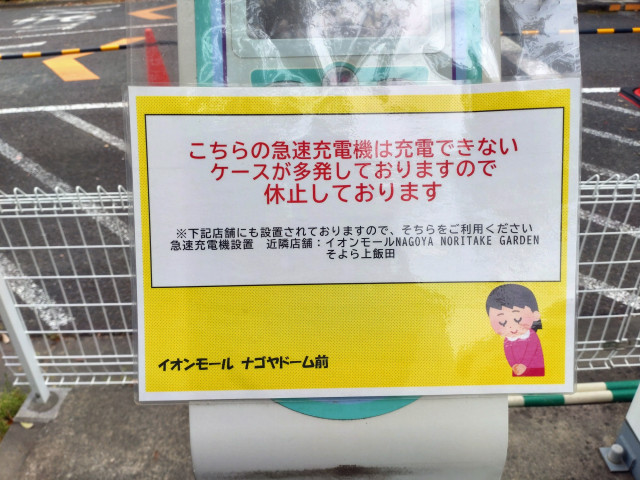 こちらの急速充電機は充電できない
ケースが多発しておりますので
休止しております
※下記店舗にも設置されておりますので、そちらをご利用ください
急速充電機設置　近隣店舗：イオンモールNAGOYA NORITAKE GARDEN
そよら上飯田
イオンモール ナゴヤドーム前